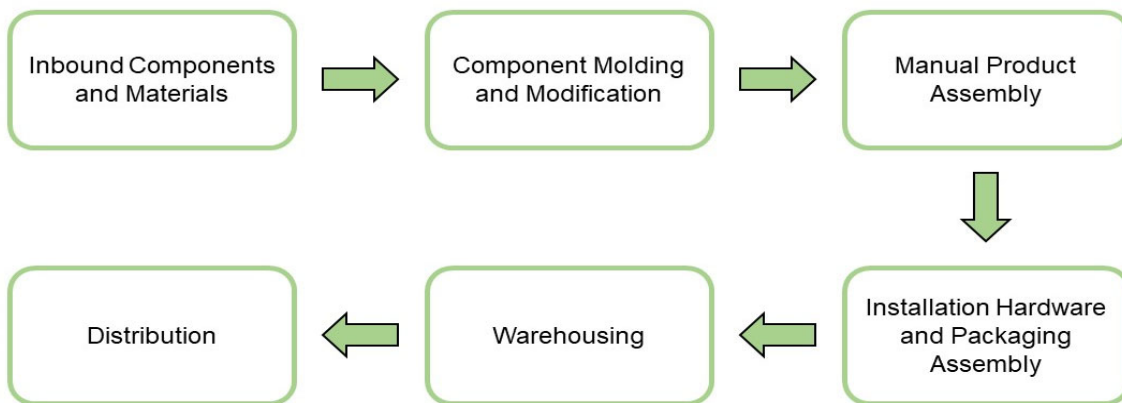 Inbound Components
and Materials
Component Molding
and Modification
Manual Product
Assembly
Installation Hardware
and Packaging
Assembly
Warehousing
Distribution